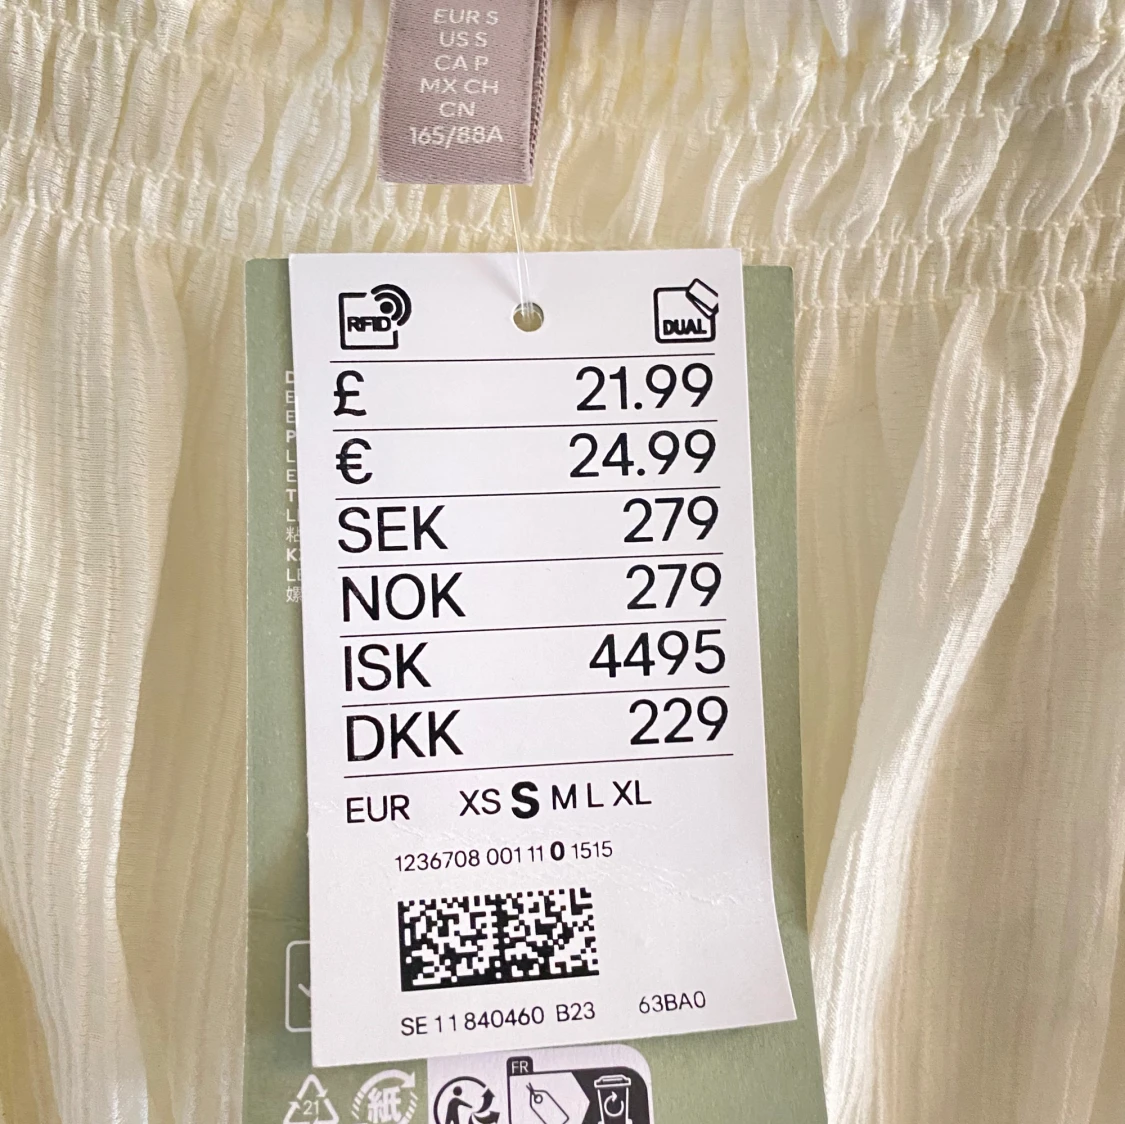 EUR S
US S
CA P
MX CH
CN
165/88A
RFID
DUAL
£ 21.99
€ 24.99
SEK 279
NOK 279
ISK 4495
DKK 229
EUR XS S M L XL
1236708 001 11 0 1515
SE 11 840460 B23 63BA0
FR
21
紙